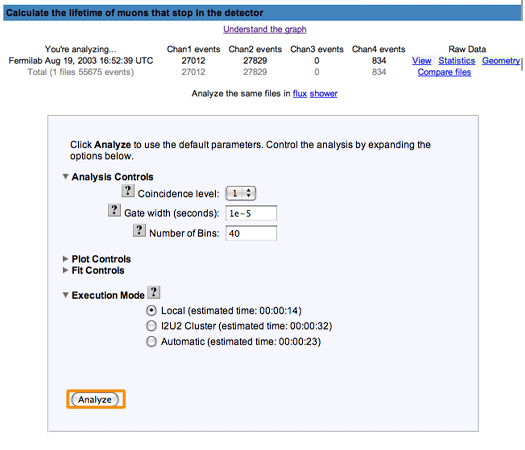 Calculate the lifetime of muons that stop in the detector
Understand the graph
You're analyzing... Chan1 events Chan2 events Chan3 events Chan4 events Raw Data
Fermilab Aug 19, 2003 16:52:39 UTC 27012 27829 0 834 View Statistics Geometry
Total (1 files 55675 events) 27012 27829 0 834 Compare files
Analyze the same files in flux shower
Click Analyze to use the default parameters. Control the analysis by expanding the
options below.
▼ Analysis Controls
? Coincidence level: 1
? Gate width (seconds): 1e-5
? Number of Bins: 40
▶ Plot Controls
▶ Fit Controls
▼ Execution Mode ?
Local (estimated time: 00:00:14)
I2U2 Cluster (estimated time: 00:00:32)
Automatic (estimated time: 00:00:23)
Analyze